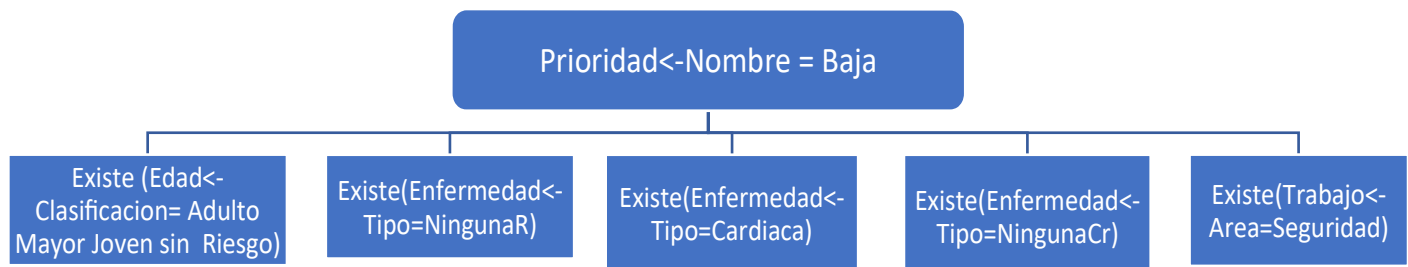 Prioridad<-Nombre = Baja
Existe (Edad<-
Clasificacion= Adulto
Mayor Joven sin  Riesgo)
Existe(Enfermedad<-
Tipo=NingunaR)
Existe(Enfermedad<-
Tipo=Cardiaca)
Existe(Enfermedad<-
Tipo=NingunaCr)
Existe(Trabajo<-
Area=Seguridad)